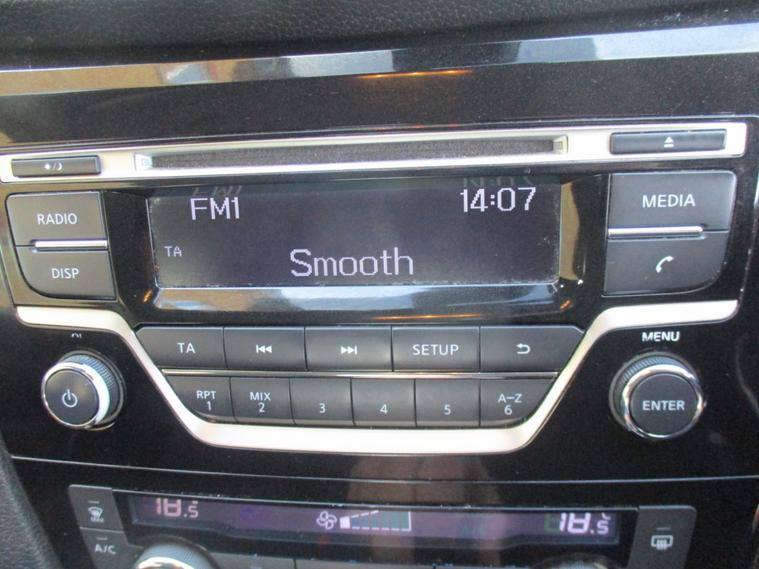 FM1 14:07
RADIO
MEDIA
TA
DISP
Smooth
TA SETUP
MENU
RPT 1 MIX 2 3 4 5 A-Z 6
ENTER
18.5 18.5
MAX
A/C